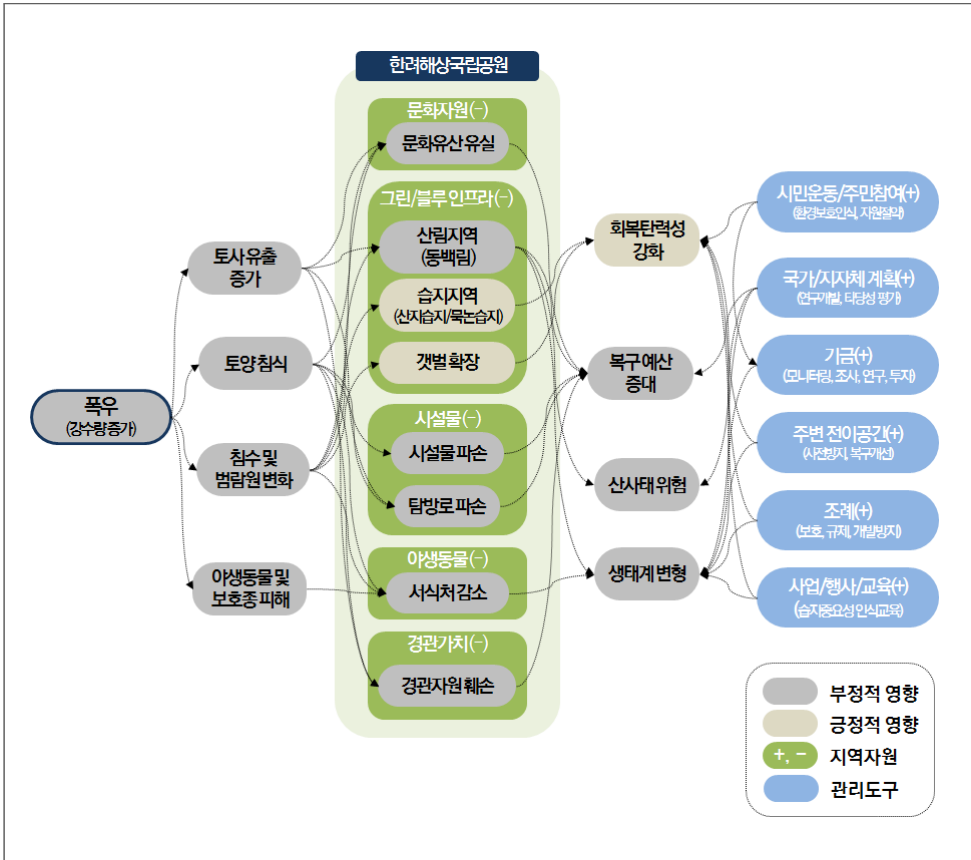 한려해상국립공원
문화자원(-)
문화유산 유실
그린/블루 인프라(-)
산림지역
(동백림)
습지지역
(산지습지/묵논습지)
갯벌 확장
시설물(-)
시설물 파손
탐방로 파손
야생동물(-)
서식처 감소
경관가치(-)
경관자원 훼손
폭우
(강수량 증가)
토사 유출
증가
토양 침식
침수 및
범람원 변화
야생동물 및
보호종 피해
회복탄력성
강화
복구 예산
증대
산사태 위험
생태계 변형
시민운동/주민참여(+)
(환경보호인식, 자원절약)
국가/지자체 계획(+)
(연구개발, 타당성 평가)
기금(+)
(모니터링, 조사, 연구, 투자)
주변 전이공간(+)
(사전방지, 복구개선)
조례(+)
(보호, 규제, 개발방지)
사업/행사/교육(+)
(습지중요성 인식교육)
부정적 영향
긍정적 영향
+, - 지역자원
관리도구